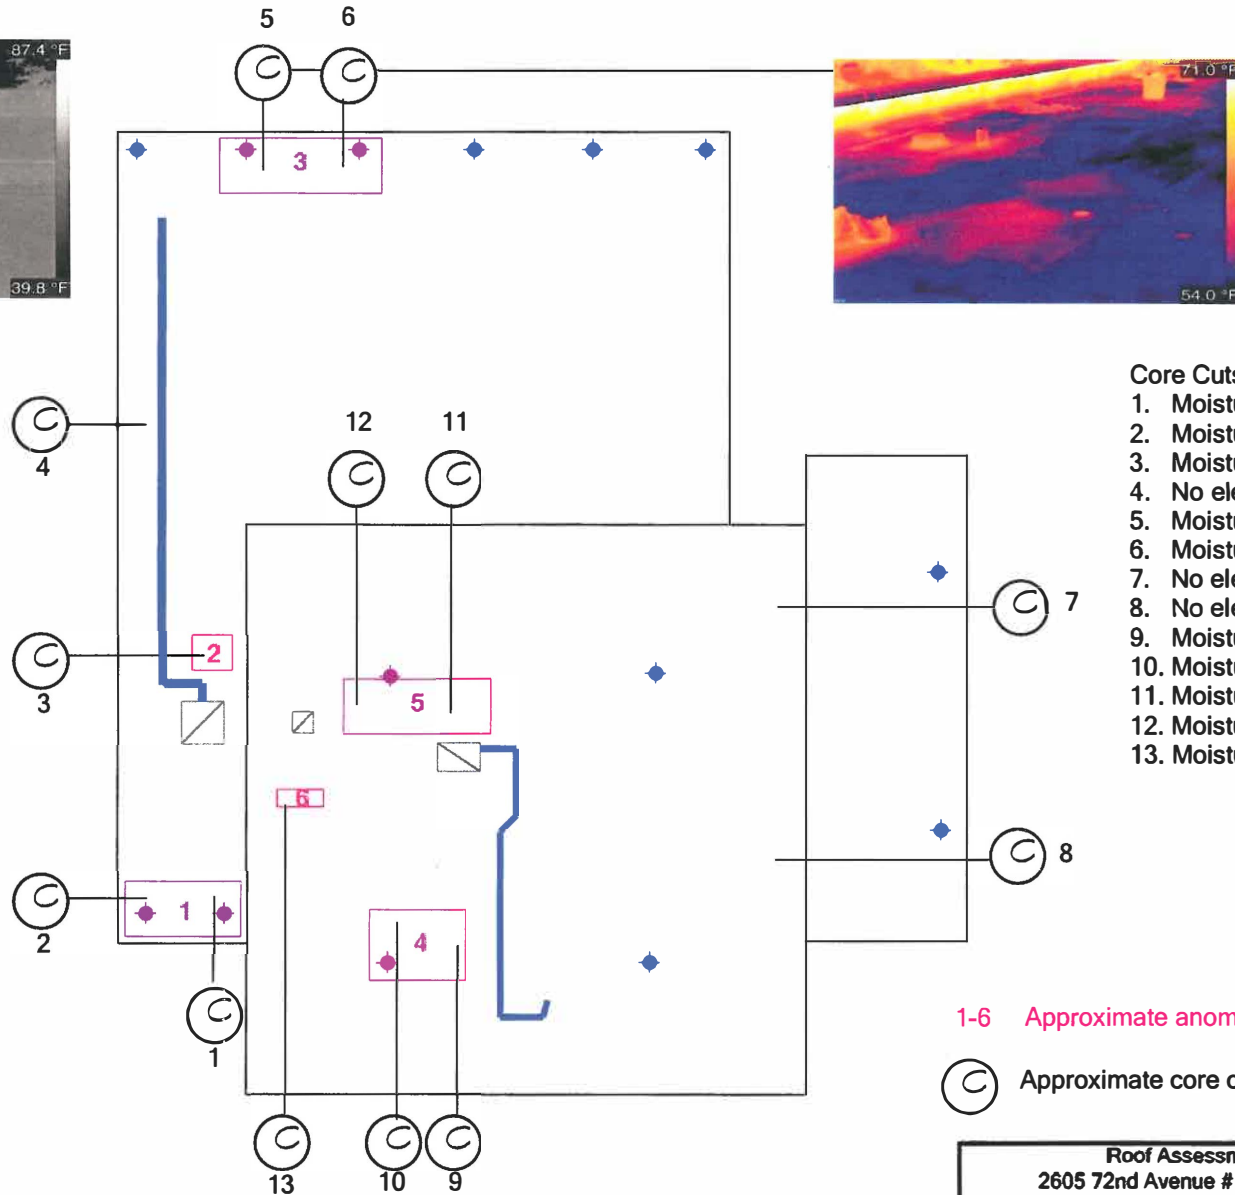 5 6
87.4 °F
71.0 °F
3
39.8 °F
54.0 °F
Core Cuts
1. Moistu
2. Moistu
3. Moistu
4. No ele
5. Moistu
6. Moistu
7. No ele
8. No ele
9. Moistu
10. Moistu
11. Moistu
12. Moistu
13. Moistu
C C
C
4
12 11
C C
C 7
2
C
3
5
6
C 8
1
C
2
4
C
1
1-6 Approximate anom
C Approximate core c
C C C
13 10 9
Roof Assessm
2605 72nd Avenue #